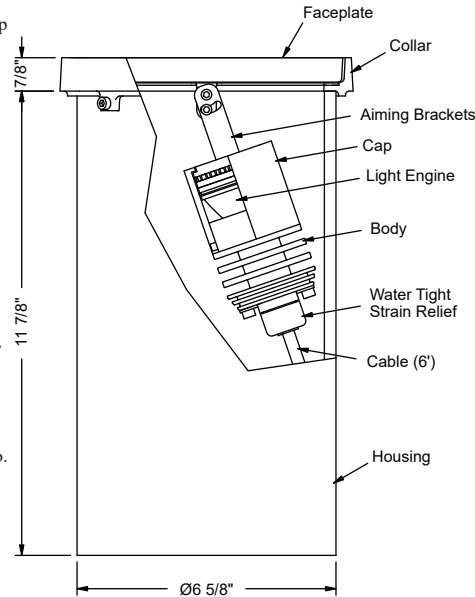 p
Faceplate
Collar
7/8"
Aiming Brackets
Cap
Light Engine
Body
Water Tight
Strain Relief
11 7/8"
Cable (6')
o.
Housing
Ø6 5/8"